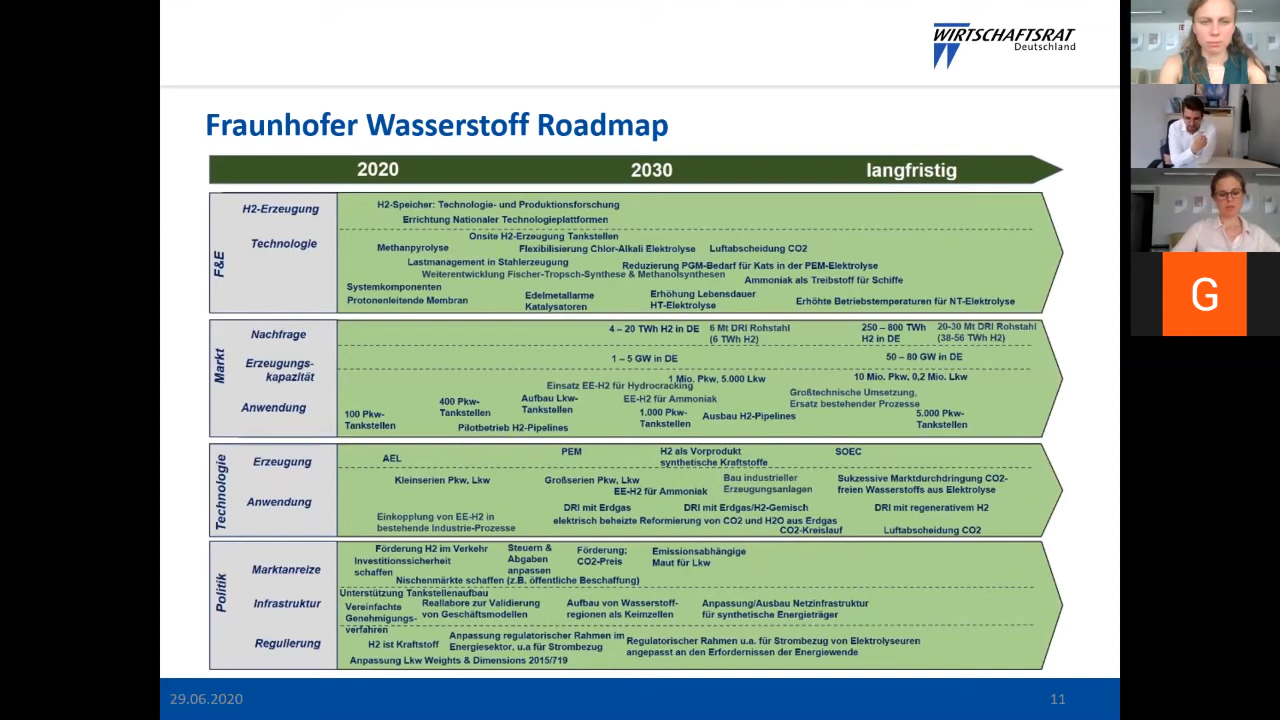 WIRTSCHAFTSRAT
Deutschland
Fraunhofer Wasserstoff Roadmap
2020 2030 langfristig
F&E
H2-Erzeugung
H2-Speicher: Technologie- und Produktionsforschung
Errichtung Nationaler Technologieplattformen
Technologie
Onsite H2-Erzeugung Tankstellen
Methanpyrolyse Flexibilisierung Chlor-Alkali Elektrolyse Luftabscheidung CO2
Lastmanagement in Stahlerzeugung Reduzierung PGM-Bedarf für Kats in der PEM-Elektrolyse
Weiterentwicklung Fischer-Tropsch-Synthese & Methanolsynthesen Ammoniak als Treibstoff für Schiffe
Systemkomponenten
Protonenleitende Membran
Edelmetallarme
Katalysatoren
Erhöhung Lebensdauer
HT-Elektrolyse
Erhöhte Betriebstemperaturen für NT-Elektrolyse
Markt
Nachfrage
4 – 20 TWh H2 in DE
6 Mt DRI Rohstahl
(6 TWh H2)
250 – 800 TWh
H2 in DE
20-30 Mt DRI Rohstahl
(38-56 TWh H2)
Erzeugungs-
kapazität
1 – 5 GW in DE 50 – 80 GW in DE
Anwendung
1 Mio. Pkw, 5.000 Lkw 10 Mio. Pkw, 0,2 Mio. Lkw
Einsatz EE-H2 für Hydrocracking
100 Pkw-
Tankstellen
400 Pkw-
Tankstellen
Aufbau Lkw-
Tankstellen
EE-H2 für Ammoniak
Großtechnische Umsetzung,
Ersatz bestehender Prozesse
Pilotbetrieb H2-Pipelines
1.000 Pkw-
Tankstellen
Ausbau H2-Pipelines
5.000 Pkw-
Tankstellen
Technologie
Erzeugung
AEL PEM
H2 als Vorprodukt
synthetische Kraftstoffe
SOEC
Anwendung
Kleinserien Pkw, Lkw Großserien Pkw, Lkw
EE-H2 für Ammoniak
Bau industrieller
Erzeugungsanlagen
Sukzessive Marktdurchdringung CO2-
freien Wasserstoffs aus Elektrolyse
DRI mit Erdgas DRI mit Erdgas/H2-Gemisch DRI mit regenerativem H2
Einkopplung von EE-H2 in
bestehende Industrie-Prozesse
elektrisch beheizte Reformierung von CO2 und H2O aus Erdgas
CO2-Kreislauf Luftabscheidung CO2
Politik
Marktanreize
Förderung H2 im Verkehr
Investitionssicherheit
schaffen
Steuern &
Abgaben
anpassen
Förderung;
CO2-Preis
Emissionsabhängige
Maut für Lkw
Nischenmärkte schaffen (z.B. öffentliche Beschaffung)
Infrastruktur
Unterstützung Tankstellenaufbau
Vereinfachte
Genehmigungs-
verfahren
Reallabore zur Validierung
von Geschäftsmodellen
Aufbau von Wasserstoff-
regionen als Keimzellen
Anpassung/Ausbau Netzinfrastruktur
für synthetische Energieträger
Regulierung
H2 ist Kraftstoff
Anpassung regulatorischer Rahmen im
Energiesektor, u.a für Strombezug
Regulatorischer Rahmen u.a. für Strombezug von Elektrolyseuren
angepasst an den Erfordernissen der Energiewende
Anpassung Lkw Weights & Dimensions 2015/719
29.06.2020 11
G